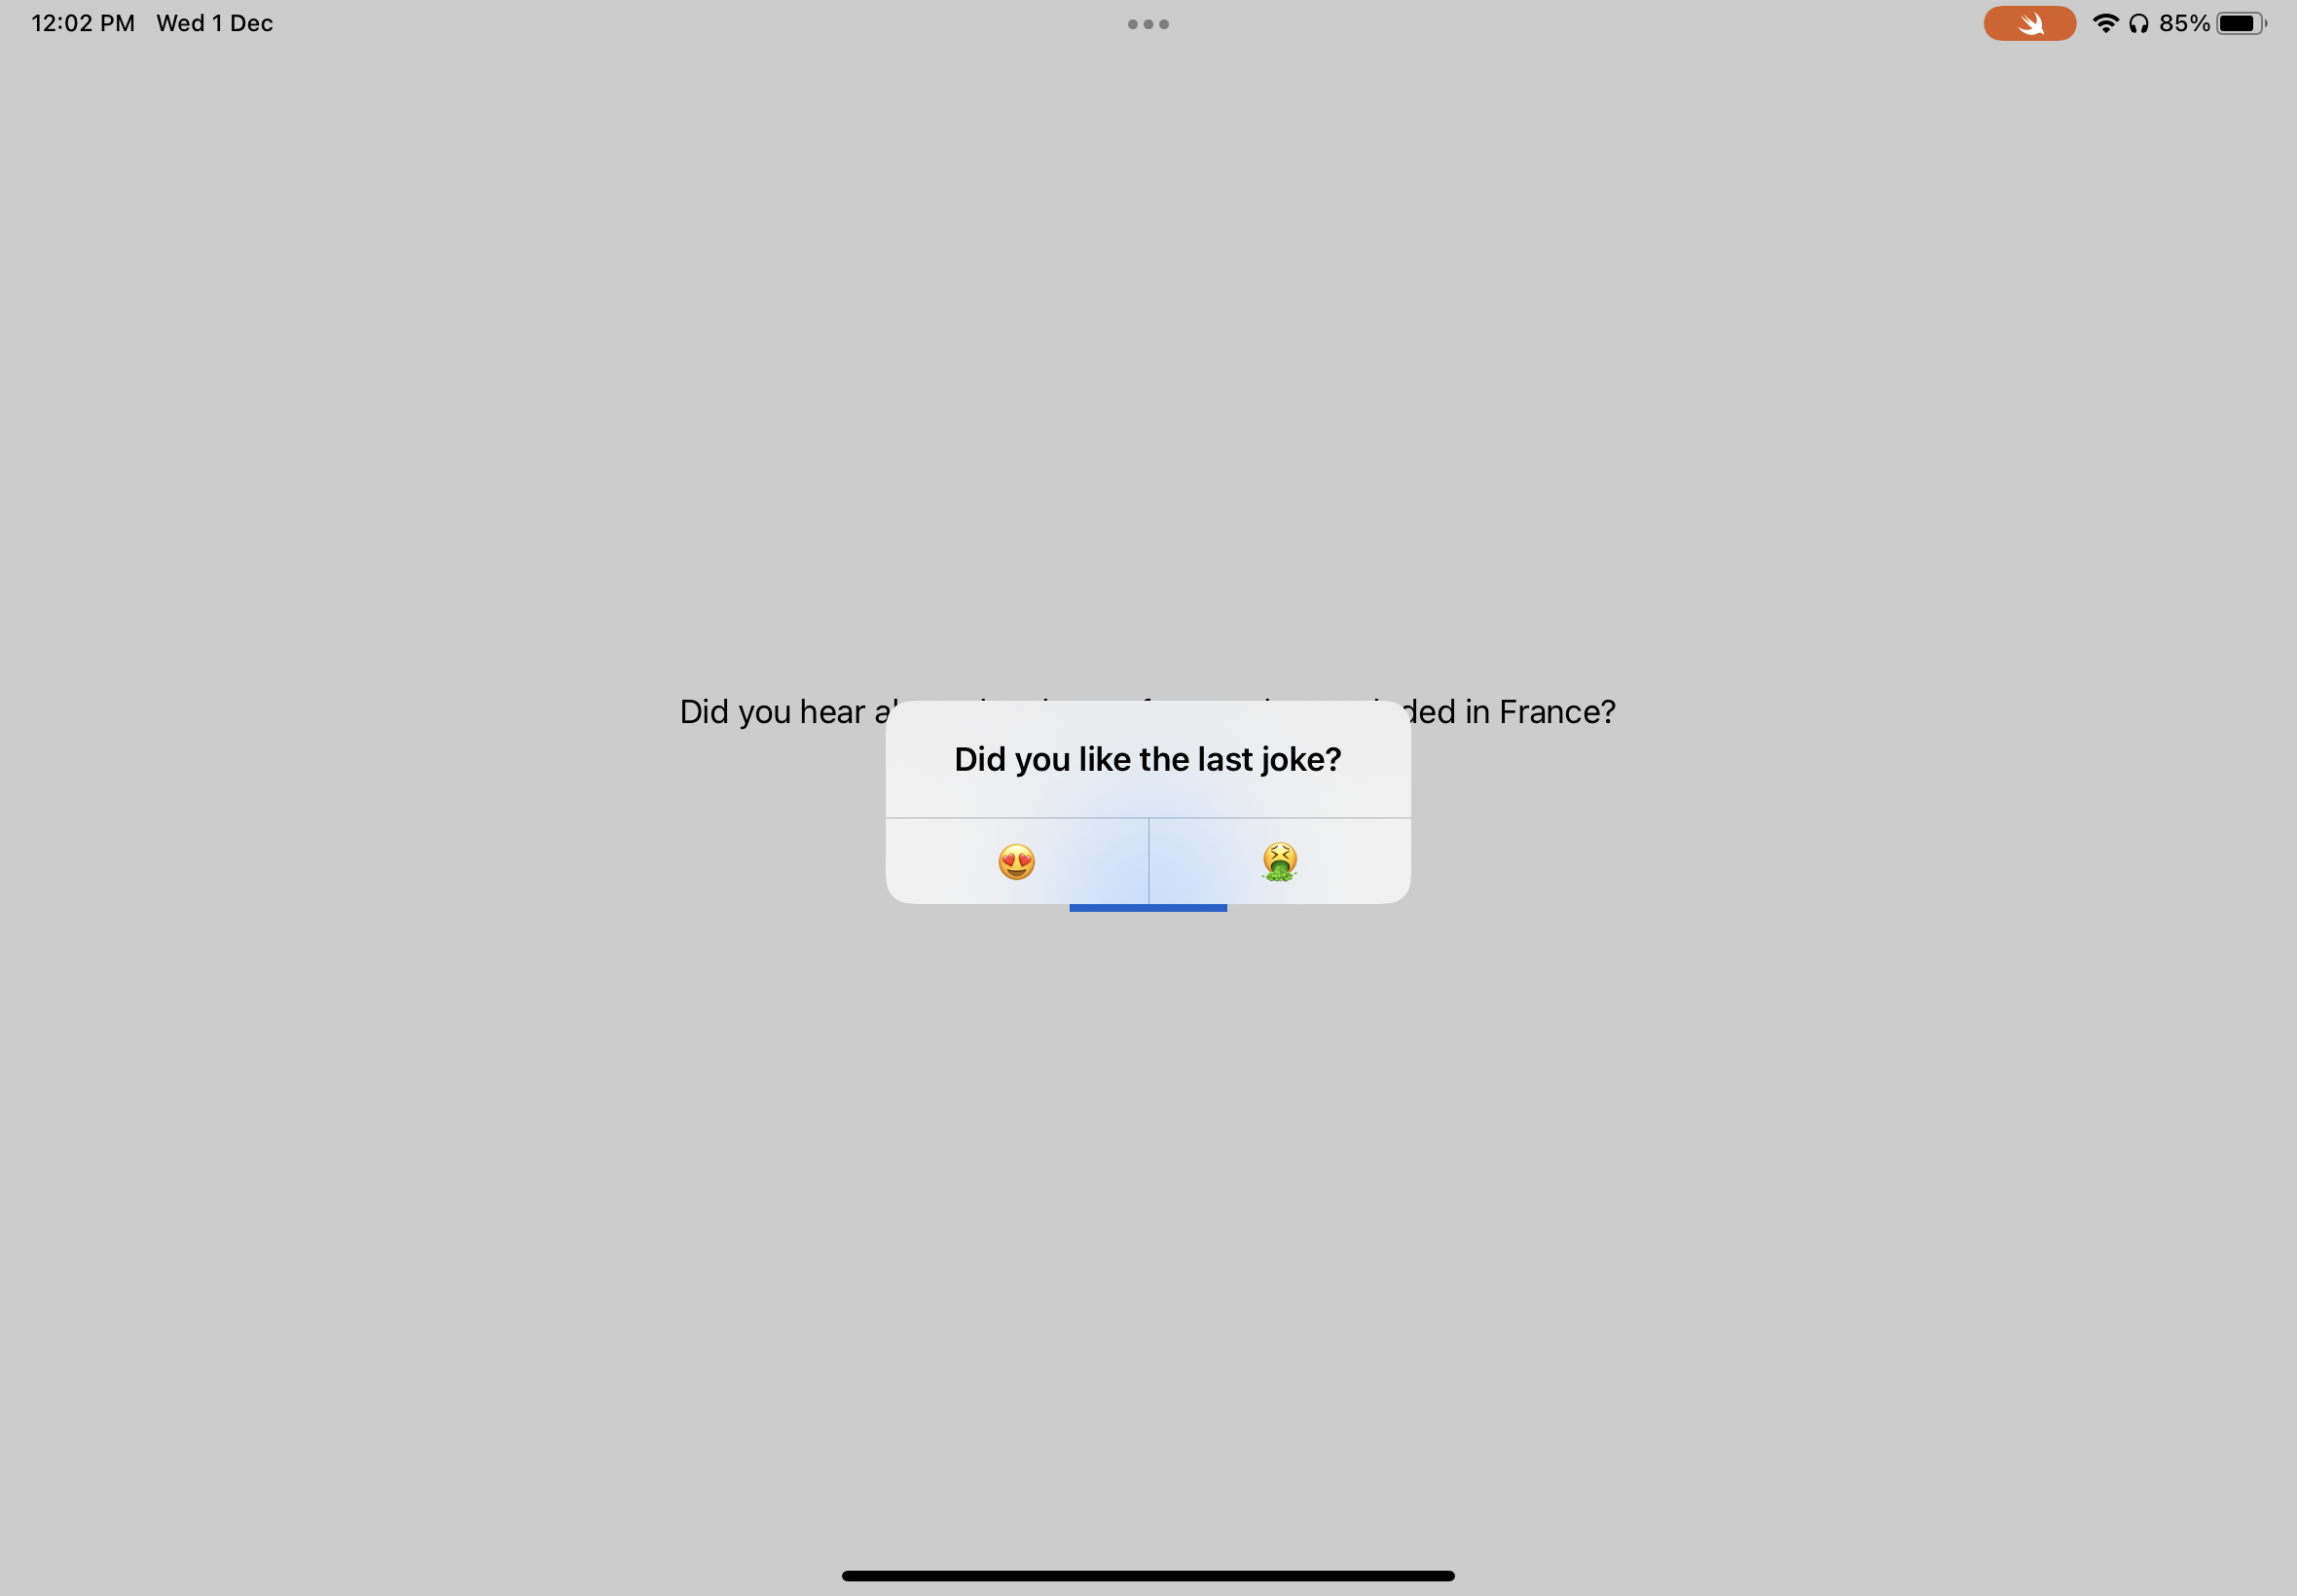 12:02 PM Wed 1 Dec
85%
Did you hear ded in France?
Did you like the last joke?
😍 🤮